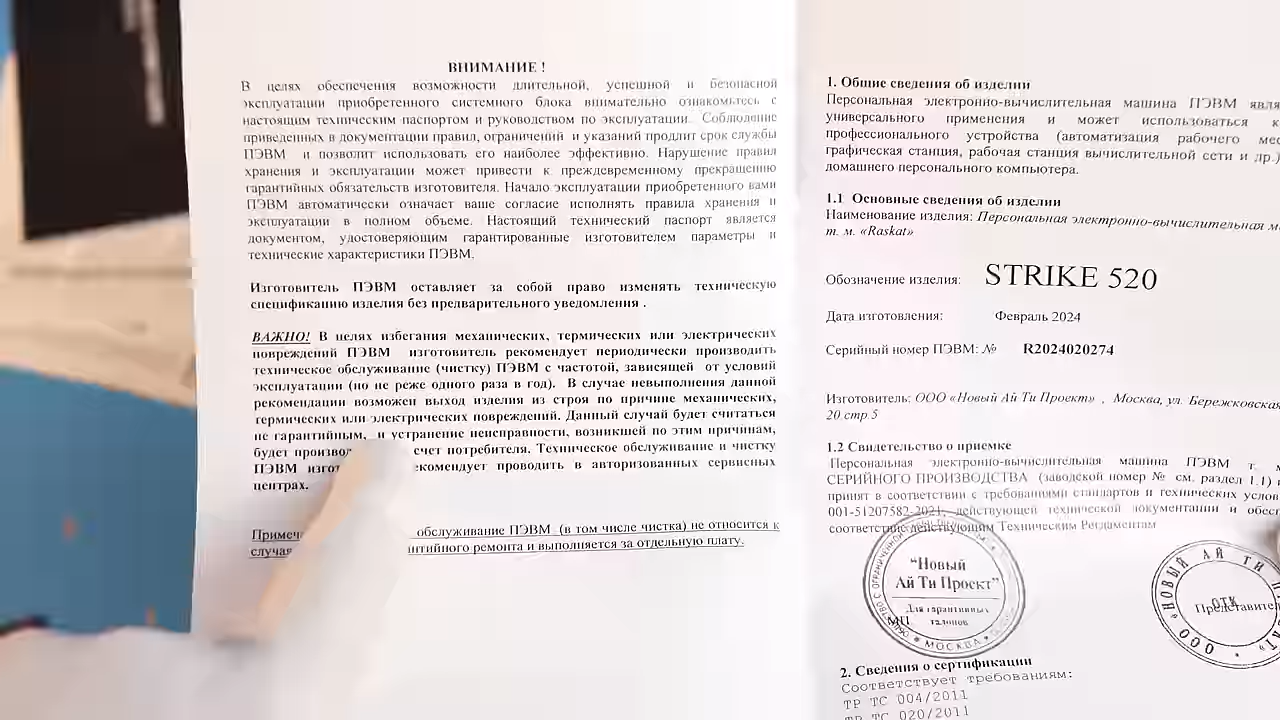 ВНИМАНИЕ !
В целях обеспечения возможности длительной, успешной и безопасной
эксплуатации приобретенного системного блока внимательно ознакомьтесь с
настоящим техническим паспортом и руководством по эксплуатации. Соблюдение
приведенных в документации правил, ограничений и указаний продлит срок службы
ПЭВМ и позволит использовать его наиболее эффективно. Нарушение правил
хранения и эксплуатации может привести к преждевременному прекращению
гарантийных обязательств изготовителя. Начало эксплуатации приобретенного вами
ПЭВМ автоматически означает ваше согласие исполнять правила хранения и
эксплуатации в полном объеме. Настоящий технический паспорт является
документом, удостоверяющим гарантированные изготовителем параметры и
технические характеристики ПЭВМ.
Изготовитель ПЭВМ оставляет за собой право изменять техническую
спецификацию изделия без предварительного уведомления .
ВАЖНО! В целях избегания механических, термических или электрических
повреждений ПЭВМ изготовитель рекомендует периодически производить
техническое обслуживание (чистку) ПЭВМ с частотой, зависящей от условий
эксплуатации (но не реже одного раза в год). В случае невыполнения данной
рекомендации возможен выход изделия из строя по причине механических,
термических или электрических повреждений. Данный случай будет считаться
не гарантийным, и устранение неисправности, возникшей по этим причинам,
будет произво счет потребителя. Техническое обслуживание и чистку
ПЭВМ изгот екомендует проводить в авторизованных сервисных
центрах.
Примеч обслуживание ПЭВМ (в том числе чистка) не относится к
случая нтийного ремонта и выполняется за отдельную плату.
1. Общие сведения об изделии
Персональная электронно-вычислительная машина ПЭВМ явля
универсального применения и может использоваться к
профессионального устройства (автоматизация рабочего мес
графическая станция, рабочая станция вычислительной сети и др.)
домашнего персонального компьютера.
1.1 Основные сведения об изделии
Наименование изделия: Персональная электронно-вычислительная м
т. м. «Raskat»
Обозначение изделия: STRIKE 520
Дата изготовления: Февраль 2024
Серийный номер ПЭВМ: № R2024020274
Изготовитель: ООО «Новый Ай Ти Проект» , Москва, ул. Бережковская
20 стр.5
1.2 Свидетельство о приемке
Персональная электронно-вычислительная машина ПЭВМ т. м.
СЕРИЙНОГО ПРОИЗВОДСТВА (заводской номер № см. раздел 1.1) и
принят в соответствии с требованиями стандартов и технических услов
001-51207582-2021, действующей технической документации и обесп
соответствие действующим Техническим Регламентам
"Новый
Ай Ти Проект"
Для гарантийных
талонов
МП
МОСКВА
НОВЫЙ АЙ ТИ П
ОТК
Представите
ООО
2. Сведения о сертификации
Соответствует требованиям:
ТР ТС 004/2011
ТР ТС 020/2011